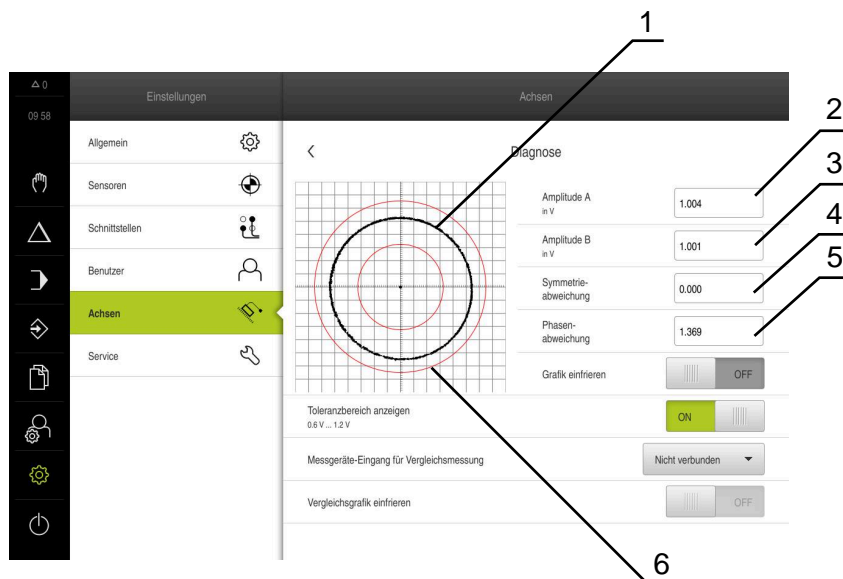 1
△ 0
Einstellungen
Achsen
09 58
2
Allgemein
Diagnose
3
Sensoren
Amplitude A
in V
1.004
4
Schnittstellen
Amplitude B
in V
1.001
5
Benutzer
Symmetrie-
abweichung
0.000
Achsen
Phasen-
abweichung
1.369
Service
Grafik einfrieren
OFF
Toleranzbereich anzeigen
0.6 V ... 1.2 V
ON
Messgeräte-Eingang für Vergleichsmessung
Nicht verbunden
Vergleichsgrafik einfrieren
OFF
6